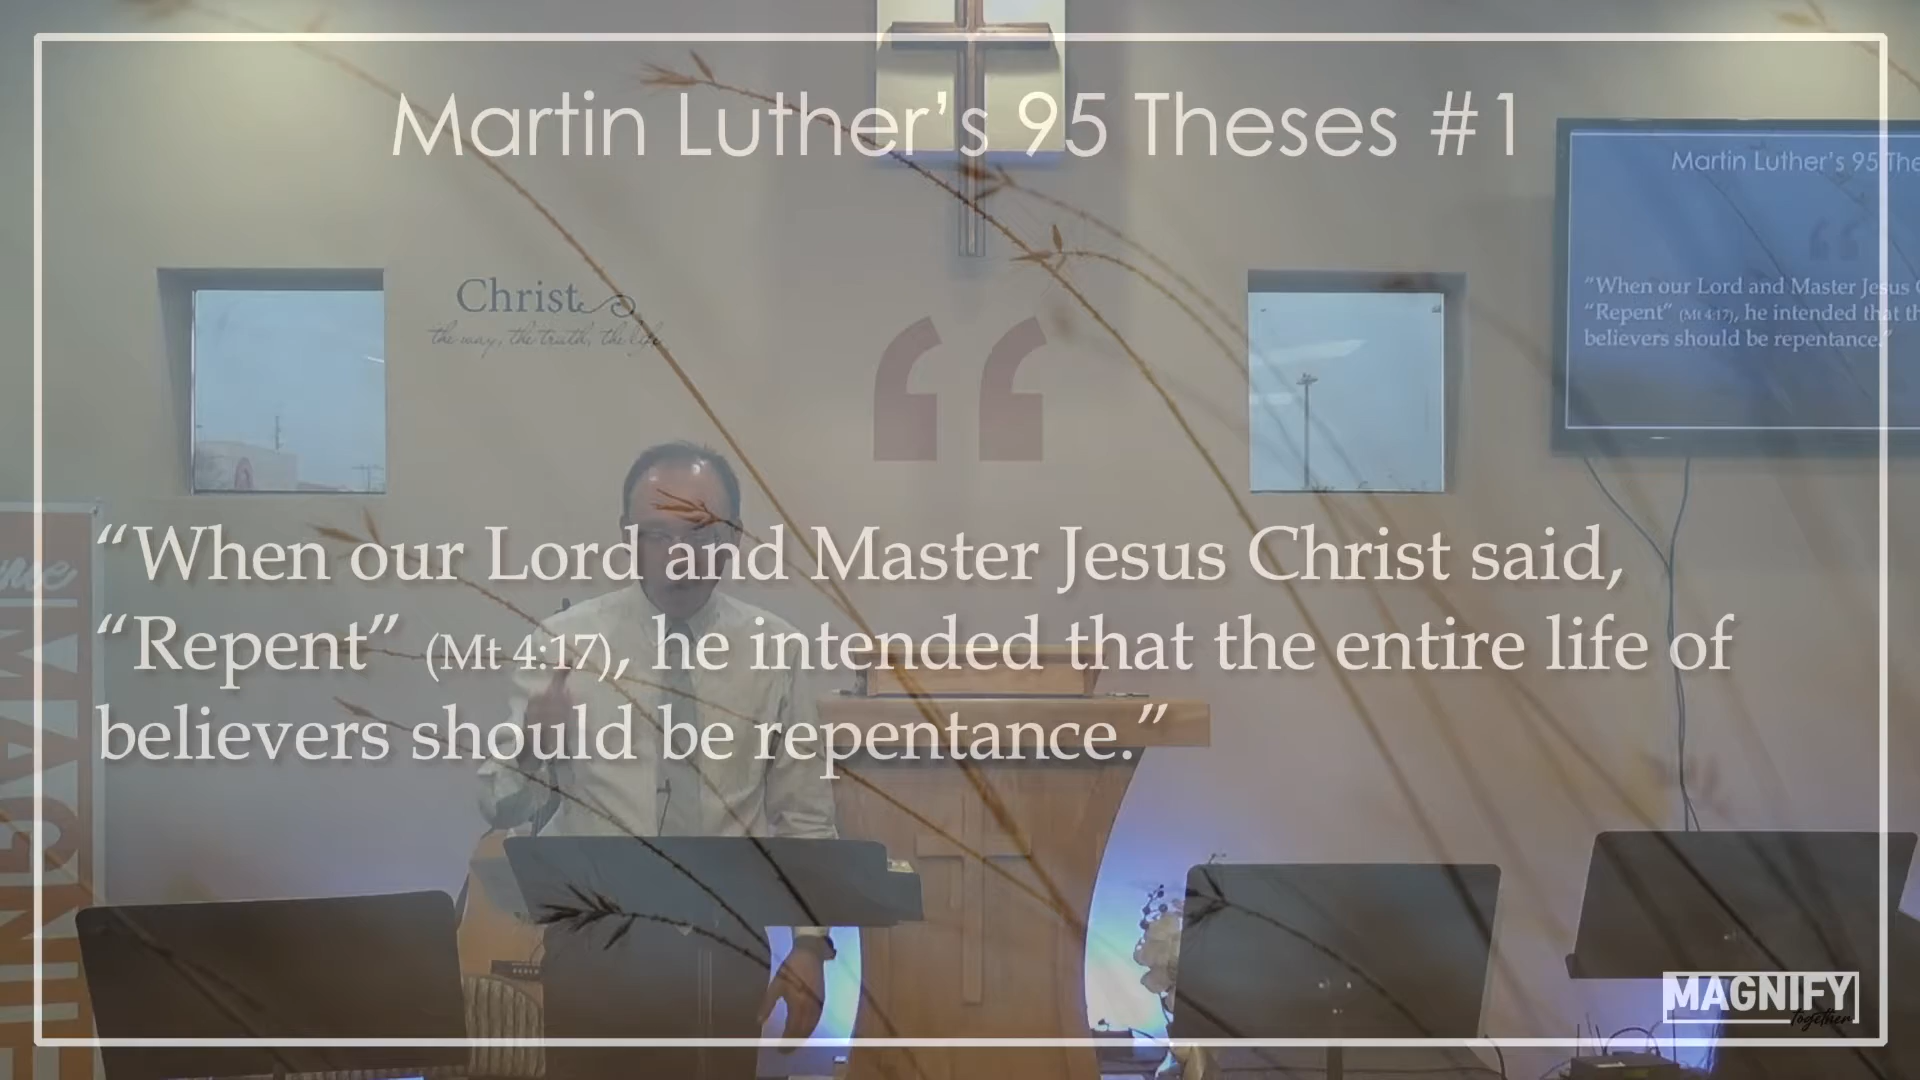 Martin Luther’s 95 Theses #1
Christ
the way, the truth, the life
Martin Luther’s 95 The
“When our Lord and Master Jesus C
“Repent” (Mt 4:17), he intended that th
believers should be repentance.”
“
“When our Lord and Master Jesus Christ said,
“Repent” (Mt 4:17), he intended that the entire life of
believers should be repentance.”
MAGNIFY
MAGNIFY
together